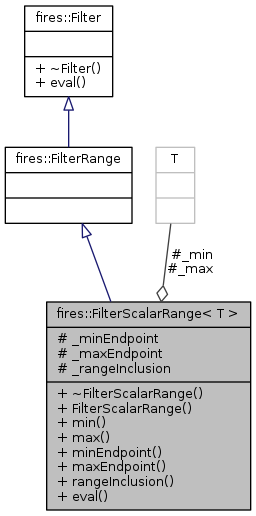 fires::Filter
+ ~Filter()
+ eval()
fires::FilterRange
T
#_min
#_max
fires::FilterScalarRange< T >
# _minEndpoint
# _maxEndpoint
# _rangeInclusion
+ ~FilterScalarRange()
+ FilterScalarRange()
+ min()
+ max()
+ minEndpoint()
+ maxEndpoint()
+ rangeInclusion()
+ eval()